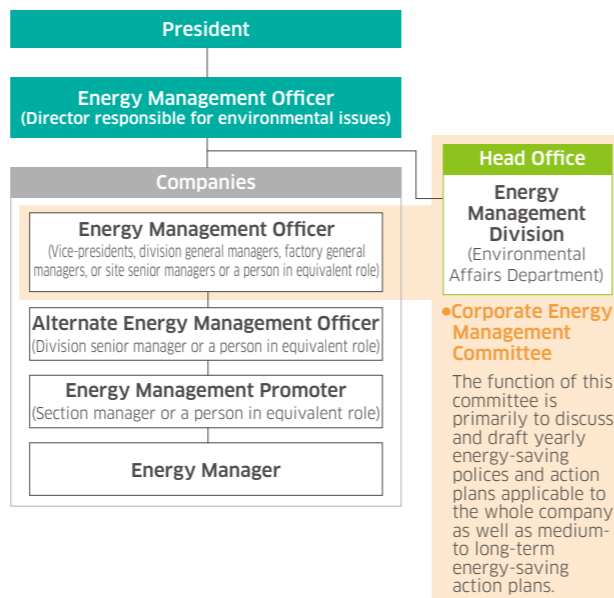 President
Energy Management Officer
(Director responsible for environmental issues)
Companies
Energy Management Officer
(Vice-presidents, division general managers, factory general
managers, or site senior managers or a person in equivalent role)
Alternate Energy Management Officer
(Division senior manager or a person in equivalent role)
Energy Management Promoter
(Section manager or a person in equivalent role)
Energy Manager
Head Office
Energy
Management
Division
(Environmental
Affairs Department)
•Corporate Energy
Management
Committee
The function of this
committee is
primarily to discuss
and draft yearly
energy-saving
polices and action
plans applicable to
the whole company
as well as medium-
to long-term
energy-saving
action plans.